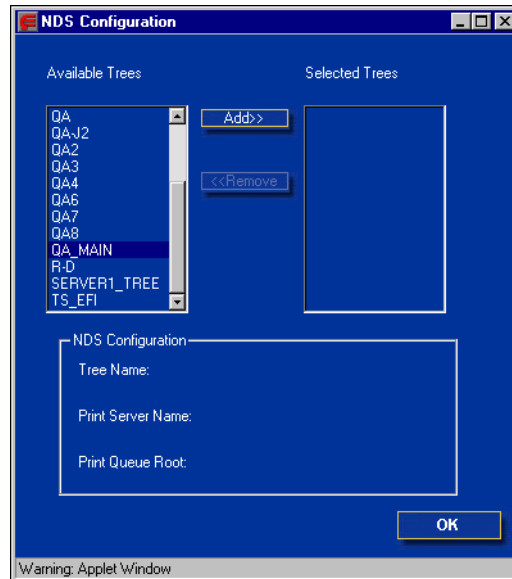 NDS Configuration
Available Trees
Selected Trees
QA
QA-J2
QA2
QA3
QA4
QA6
QA7
QA8
QA_MAIN
R-D
SERVER1_TREE
TS_EFI
Add>>
<<Remove
NDS Configuration
Tree Name:
Print Server Name:
Print Queue Root:
OK
Warning: Applet Window